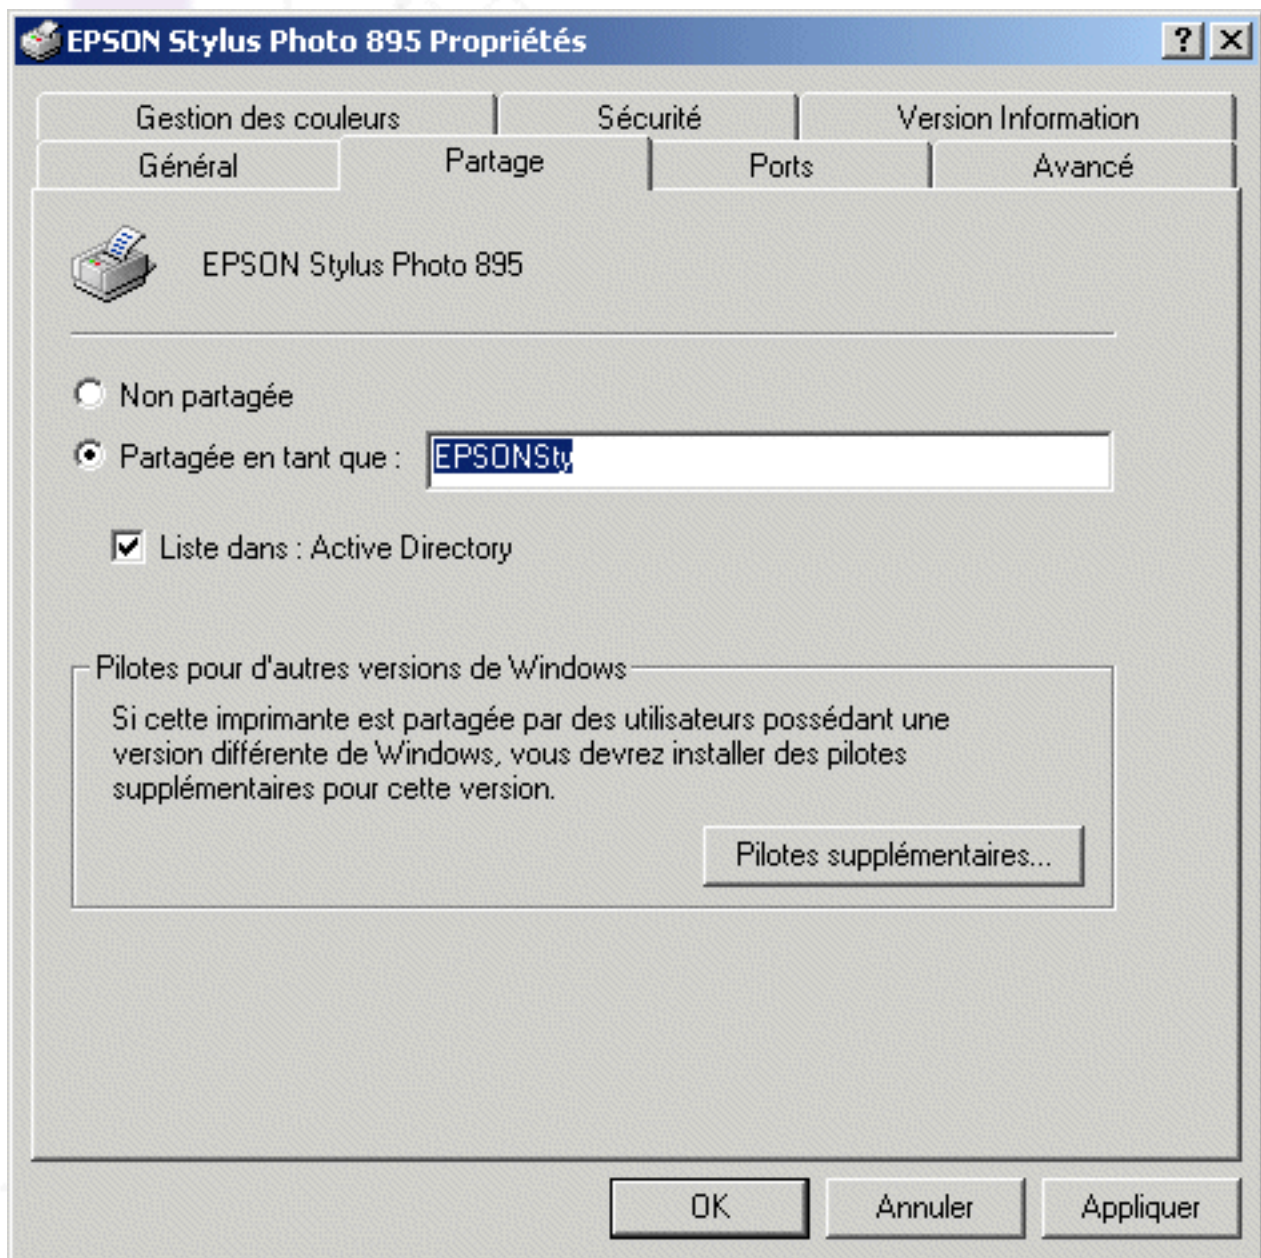 EPSON Stylus Photo 895 Propriétés
Gestion des couleurs Sécurité Version Information
Général Partage Ports Avancé
EPSON Stylus Photo 895
Non partagée
Partagée en tant que : EPSONSty
Liste dans : Active Directory
Pilotes pour d'autres versions de Windows
Si cette imprimante est partagée par des utilisateurs possédant une
version différente de Windows, vous devrez installer des pilotes
supplémentaires pour cette version.
Pilotes supplémentaires...
OK Annuler Appliquer